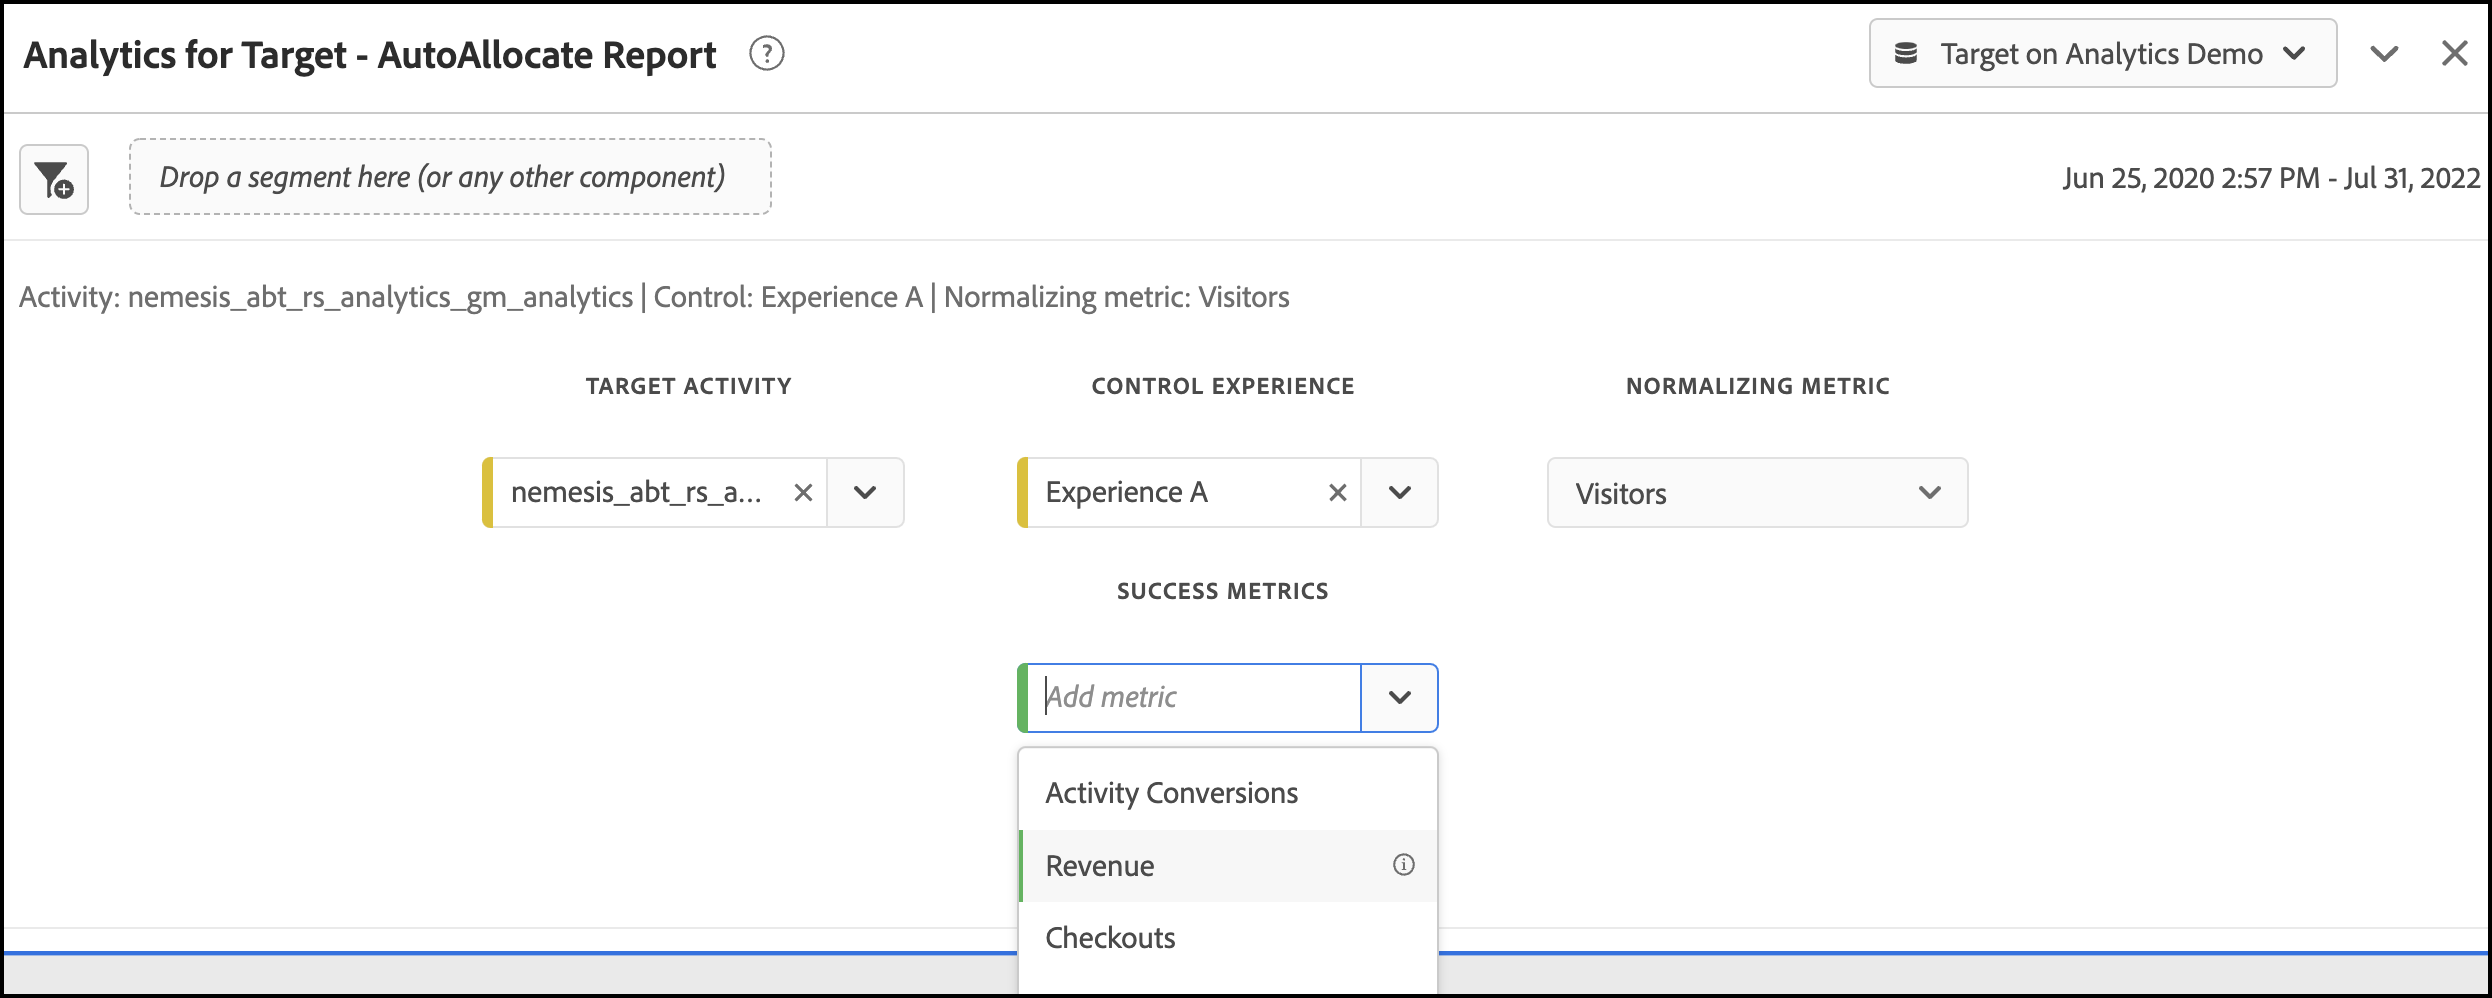 Analytics for Target - AutoAllocate Report
Target on Analytics Demo
Drop a segment here (or any other component)
Jun 25, 2020 2:57 PM - Jul 31, 2022
Activity: nemesis_abt_rs_analytics_gm_analytics | Control: Experience A | Normalizing metric: Visitors
TARGET ACTIVITY
CONTROL EXPERIENCE
NORMALIZING METRIC
nemesis_abt_rs_a...
Experience A
Visitors
SUCCESS METRICS
Add metric
Activity Conversions
Revenue
Checkouts